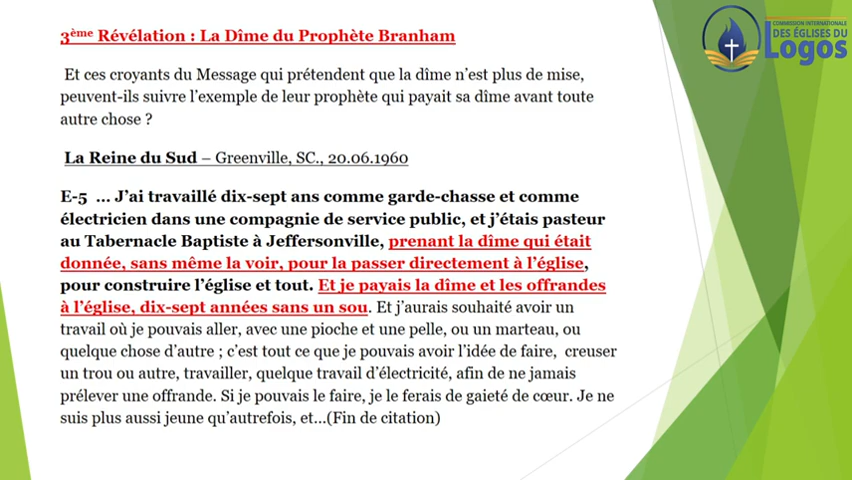 3ème Révélation : La Dîme du Prophète Branham
COMMISSION INTERNATIONALE
DES ÉGLISES DU
Logos
Et ces croyants du Message qui prétendent que la dîme n'est plus de mise,
peuvent-ils suivre l'exemple de leur prophète qui payait sa dîme avant toute
autre chose ?
La Reine du Sud – Greenville, SC., 20.06.1960
E-5 ... J'ai travaillé dix-sept ans comme garde-chasse et comme
électricien dans une compagnie de service public, et j'étais pasteur
au Tabernacle Baptiste à Jeffersonville, prenant la dîme qui était
donnée, sans même la voir, pour la passer directement à l'église,
pour construire l'église et tout. Et je payais la dîme et les offrandes
à l'église, dix-sept années sans un sou. Et j'aurais souhaité avoir un
travail où je pouvais aller, avec une pioche et une pelle, ou un marteau, ou
quelque chose d'autre ; c'est tout ce que je pouvais avoir l'idée de faire, creuser
un trou ou autre, travailler, quelque travail d'électricité, afin de ne jamais
prélever une offrande. Si je pouvais le faire, je le ferais de gaieté de cœur. Je ne
suis plus aussi jeune qu'autrefois, et...(Fin de citation)